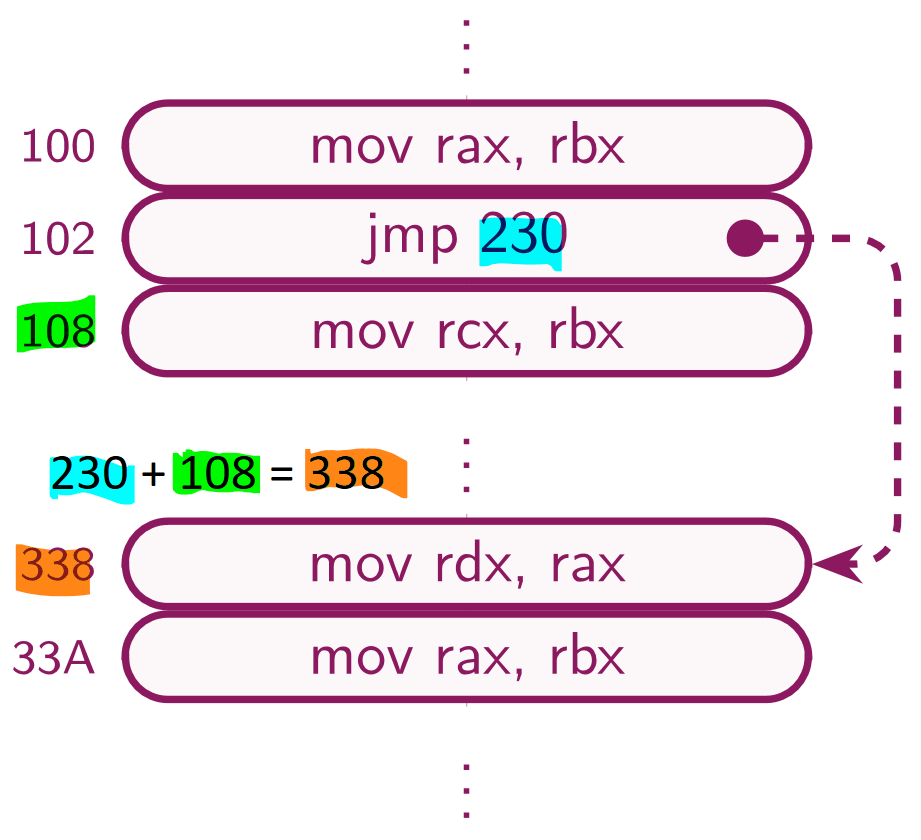 100 mov rax, rbx
102 jmp 230
108 mov rcx, rbx
230 + 108 = 338
338 mov rdx, rax
33A mov rax, rbx